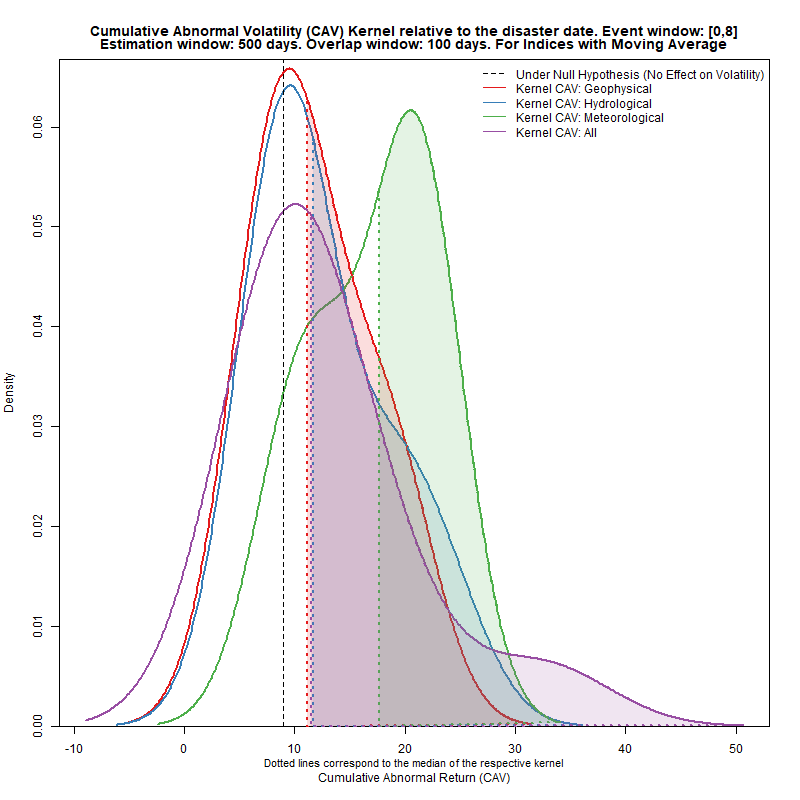 Cumulative Abnormal Volatility (CAV) Kernel relative to the disaster date. Event window: [0,8]
Estimation window: 500 days. Overlap window: 100 days. For Indices with Moving Average
Under Null Hypothesis (No Effect on Volatility)
Kernel CAV: Geophysical
Kernel CAV: Hydrological
Kernel CAV: Meteorological
Kernel CAV: All
Density
0.06
0.05
0.04
0.03
0.02
0.01
0.00
-10 0 10 20 30 40 50
Dotted lines correspond to the median of the respective kernel
Cumulative Abnormal Return (CAV)